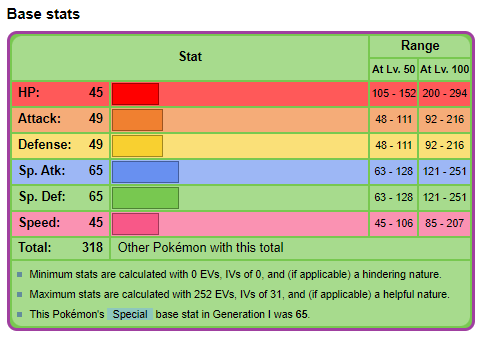 Base stats
Stat Range
At Lv. 50 At Lv. 100
HP: 45 105 - 152 200 - 294
Attack: 49 48 - 111 92 - 216
Defense: 49 48 - 111 92 - 216
Sp. Atk: 65 63 - 128 121 - 251
Sp. Def: 65 63 - 128 121 - 251
Speed: 45 45 - 106 85 - 207
Total: 318 Other Pokémon with this total
Minimum stats are calculated with 0 EVs, IVs of 0, and (if applicable) a hindering nature.
Maximum stats are calculated with 252 EVs, IVs of 31, and (if applicable) a helpful nature.
This Pokémon's Special base stat in Generation I was 65.